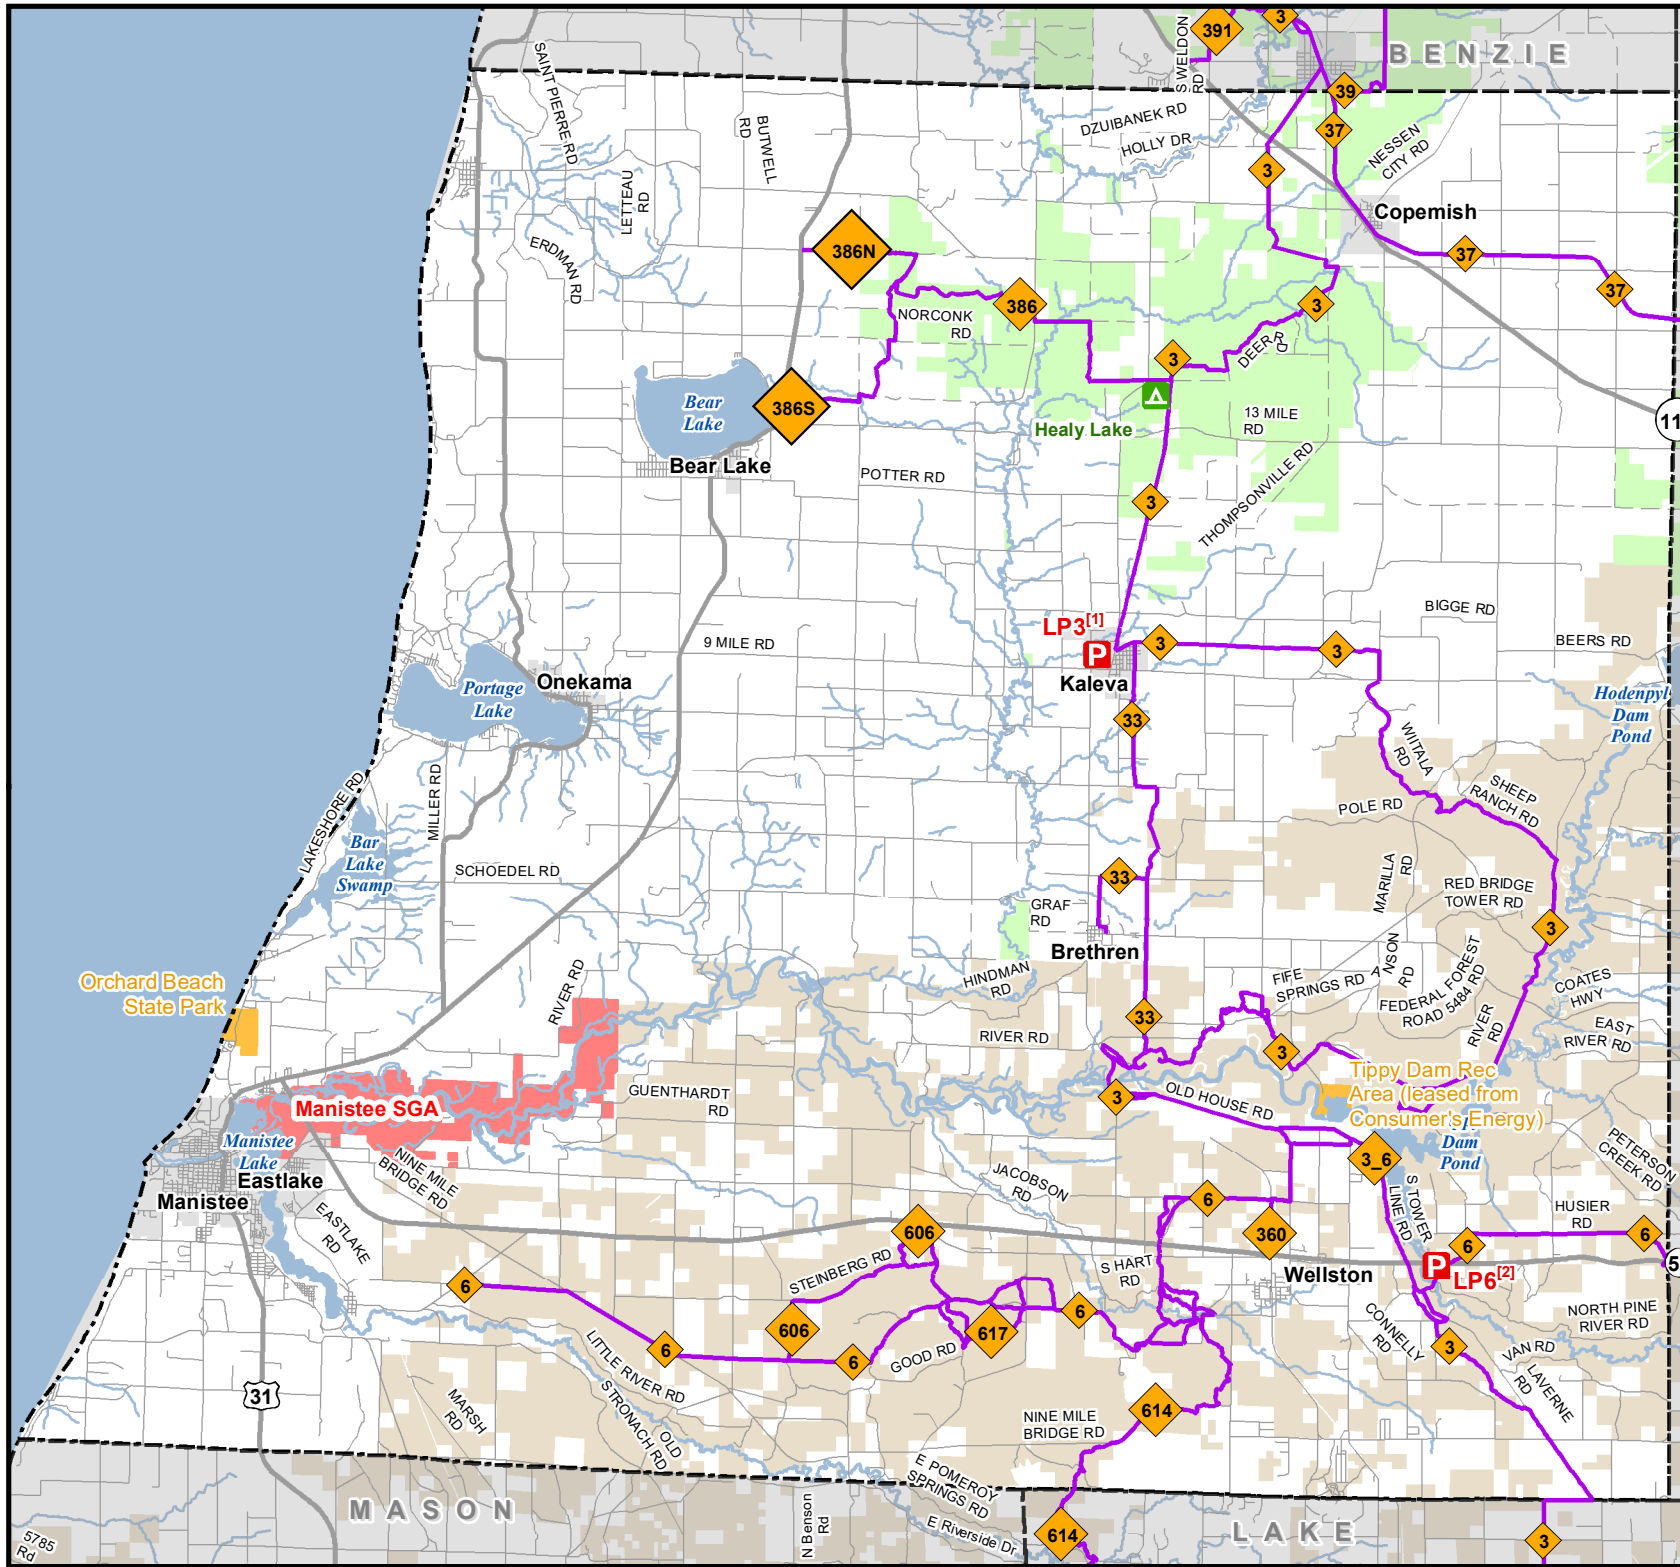 391
3
S WELDON
RD
BENZIE
SAINT PIERRE RD
BUTWELL
RD
39
DZUIBANEK RD
HOLLY DR
37
NESSEN
CITY RD
3
LETTEAU
RD
Copemish
ERDMAN RD
386N
37
37
386
3
NORCONK
RD
DEER RD
3
Bear
Lake
386S
Healy Lake
13 MILE
RD
11
Bear Lake
POTTER RD
THOMPSONVILLE RD
3
BIGGE RD
BEERS RD
LP3[1]
P
9 MILE RD
3
3
Kaleva
Onekama
Portage
Lake
Hodenpyl
Dam
Pond
33
WIITALA
RD
SHEEP
RANCH RD
POLE RD
LAKESHORE RD
MILLER RD
Bar
Lake
Swamp
SCHOEDEL RD
MARILLA
RD
33
RED BRIDGE
TOWER RD
GRAF
RD
3
Brethren
Orchard Beach
State Park
RIVER RD
HINDMAN
RD
FIFE
SPRINGS RD
NSON
RD
FEDERAL FOREST
ROAD 5484 RD
COATES
HWY
33
RIVER RD
RIVER
RD
EAST
RIVER RD
3
Tippy Dam Rec
Area (leased from
Consumer's Energy)
Manistee SGA
GUENTHARDT
RD
3
OLD HOUSE RD
Manistee
Lake
Dam
Pond
3_6
PETERSON
CREEK RD
NINE MILE
BRIDGE RD
Eastlake
Manistee
JACOBSON
RD
6
S TOWER
LINE RD
HUSIER
RD
EASTLAKE
RD
606
360
6
6
STEINBERG RD
S HART
RD
Wellston
P
LP6[2]
5
6
606
617
6
NORTH PINE
RIVER RD
6
LITTLE RIVER RD
6
GOOD RD
CONNELLY
RD
3
VAN RD
LAVERNE
RD
31
MARSH
RD
OLD
STRONACH RD
NINE MILE
BRIDGE RD
614
E POMEROY
SPRINGS RD
MASON
N Benson
Rd
E Riverside Dr
614
LAKE
3
5785
Rd